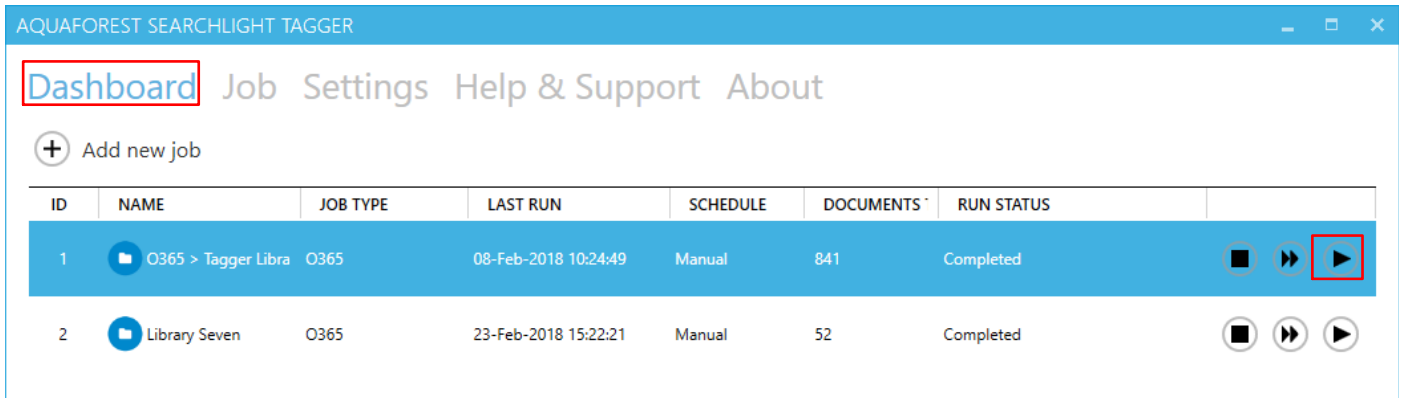 AQUAFOREST SEARCHLIGHT TAGGER
Dashboard Job Settings Help & Support About
Add new job
ID NAME JOB TYPE LAST RUN SCHEDULE DOCUMENTS RUN STATUS
1 O365 > Tagger Libra O365 08-Feb-2018 10:24:49 Manual 841 Completed
2 Library Seven O365 23-Feb-2018 15:22:21 Manual 52 Completed